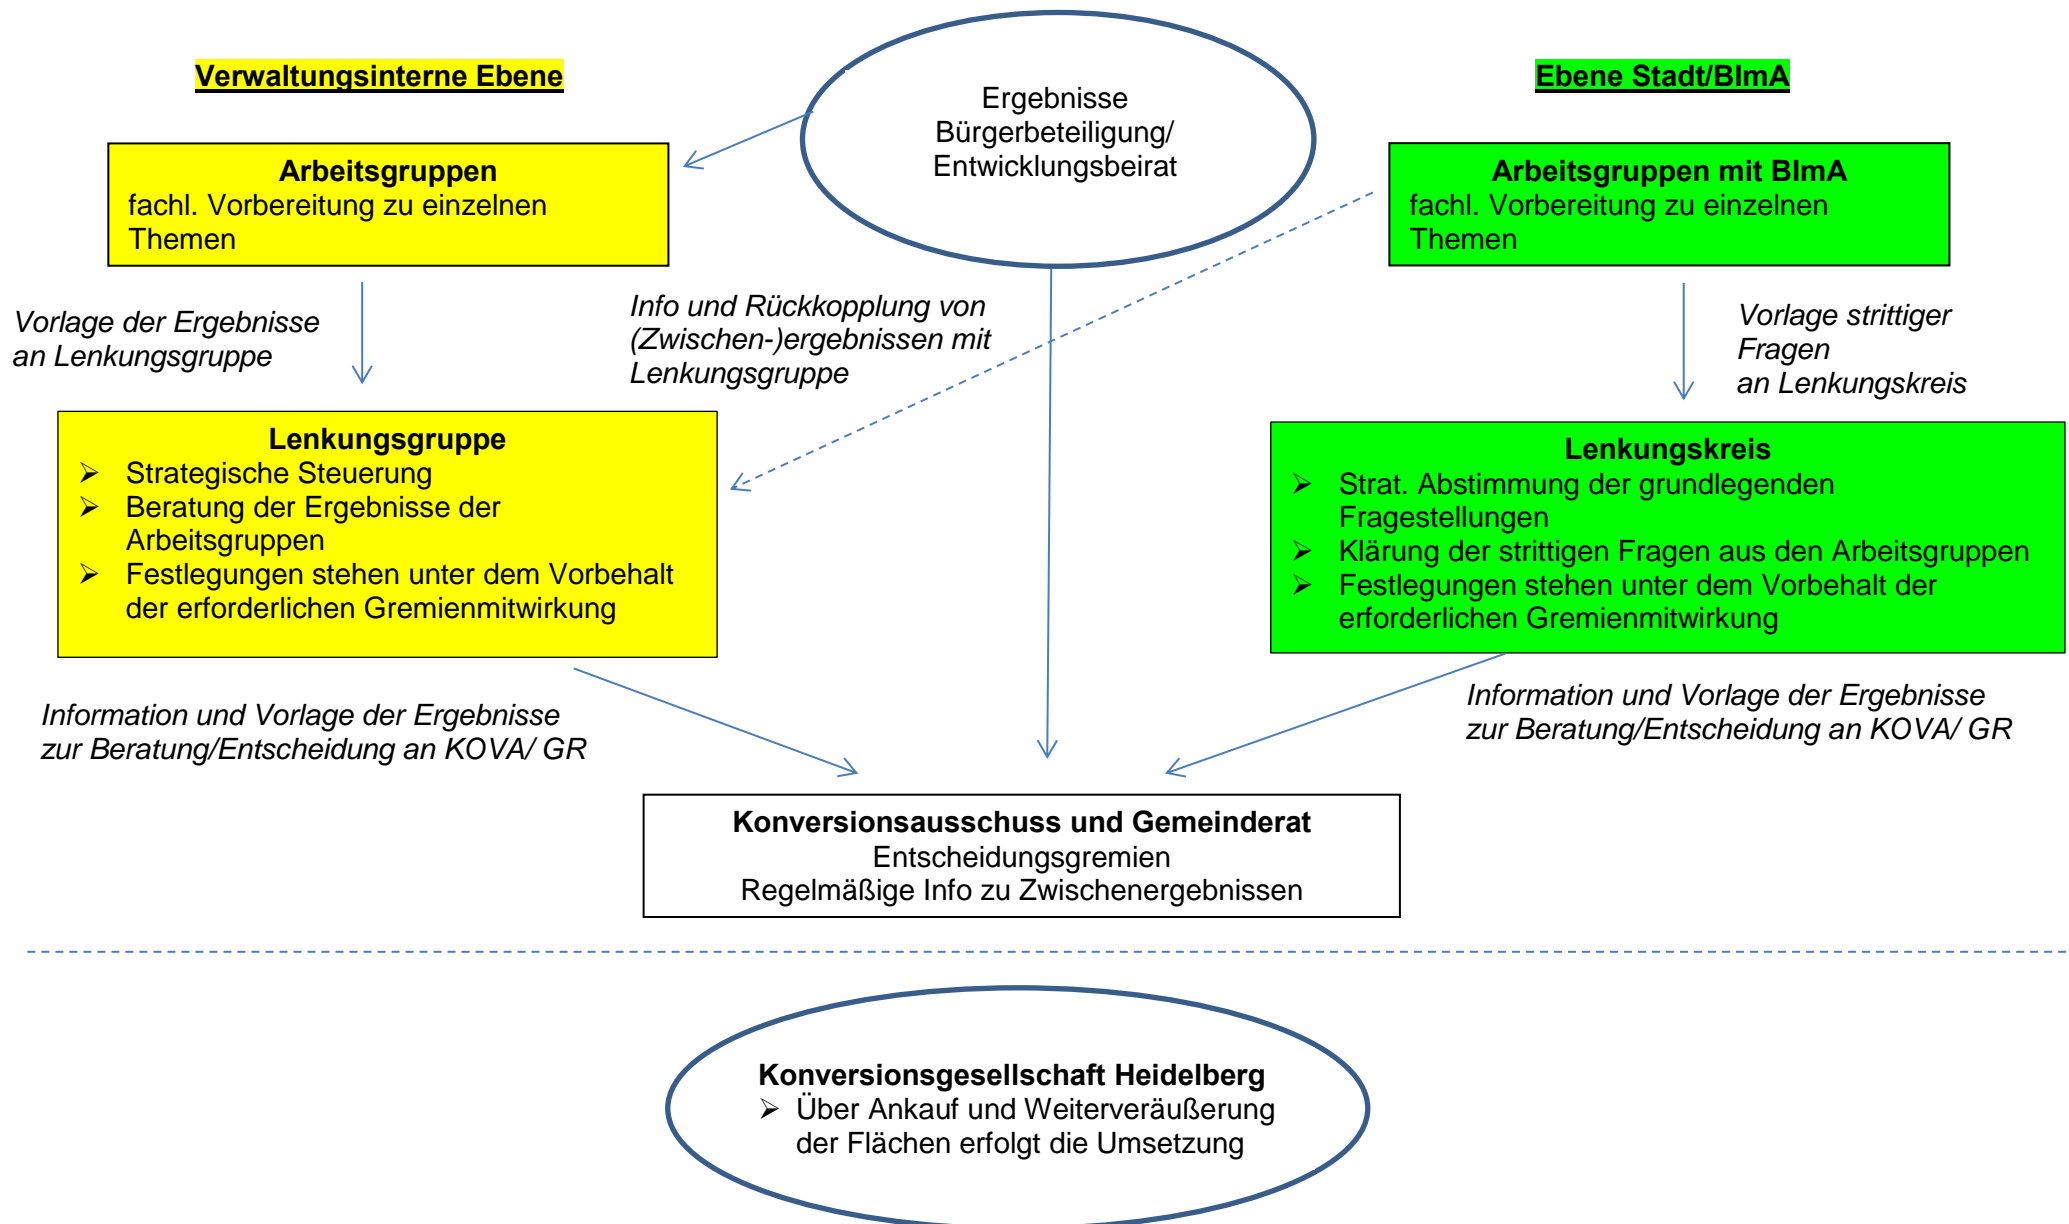 Verwaltungsinterne Ebene
Ergebnisse
Bürgerbeteiligung/
Entwicklungsbeirat
Ebene Stadt/BImA
Arbeitsgruppen
fachl. Vorbereitung zu einzelnen
Themen
Arbeitsgruppen mit BImA
fachl. Vorbereitung zu einzelnen
Themen
Vorlage der Ergebnisse
an Lenkungsgruppe
Info und Rückkopplung von
(Zwischen-)ergebnissen mit
Lenkungsgruppe
Vorlage strittiger
Fragen
an Lenkungskreis
Lenkungsgruppe
➢ Strategische Steuerung
➢ Beratung der Ergebnisse der
Arbeitsgruppen
➢ Festlegungen stehen unter dem Vorbehalt
der erforderlichen Gremienmitwirkung
Lenkungskreis
➢ Strat. Abstimmung der grundlegenden
Fragestellungen
➢ Klärung der strittigen Fragen aus den Arbeitsgruppen
➢ Festlegungen stehen unter dem Vorbehalt der
erforderlichen Gremienmitwirkung
Information und Vorlage der Ergebnisse
zur Beratung/Entscheidung an KOVA/ GR
Information und Vorlage der Ergebnisse
zur Beratung/Entscheidung an KOVA/ GR
Konversionsausschuss und Gemeinderat
Entscheidungsgremien
Regelmäßige Info zu Zwischenergebnissen
Konversionsgesellschaft Heidelberg
➢ Über Ankauf und Weiterveräußerung
der Flächen erfolgt die Umsetzung